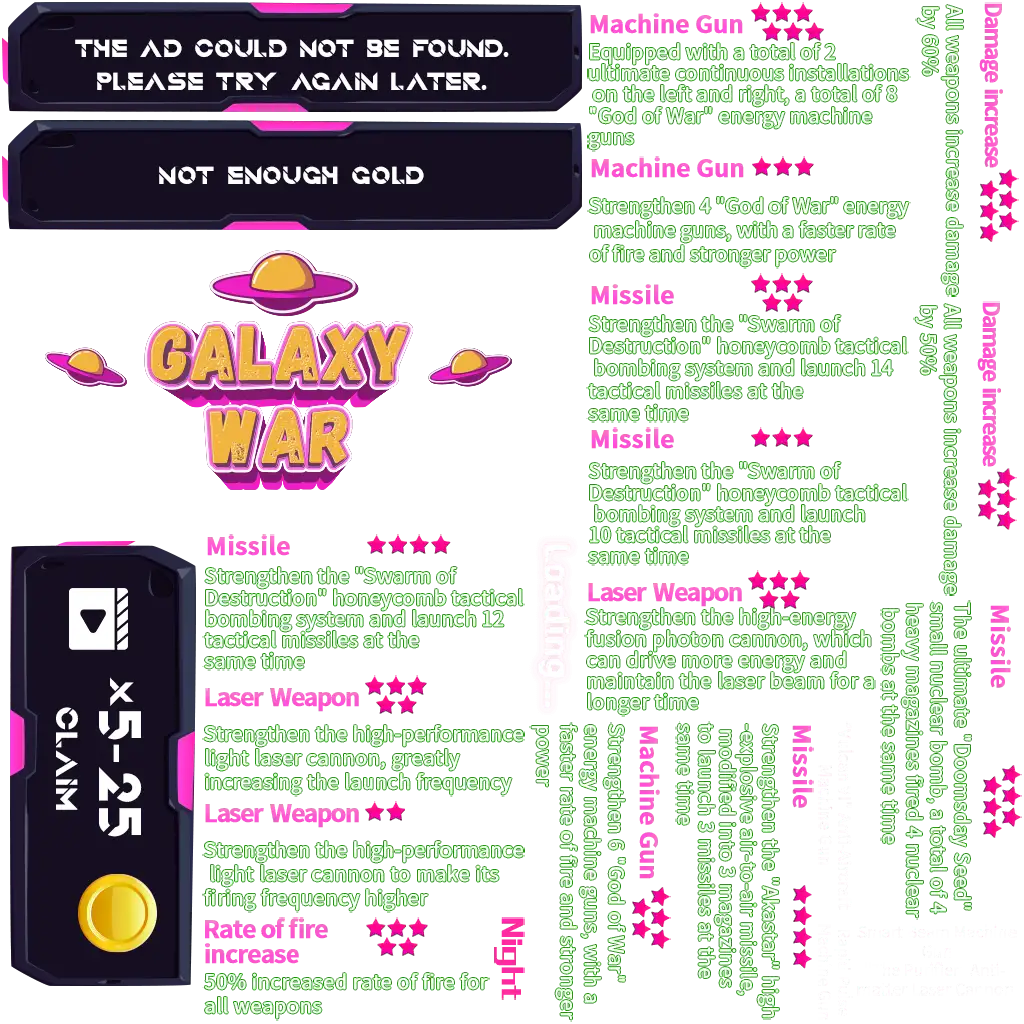 THE AD COULD NOT BE FOUND.
PLEASE TRY AGAIN LATER.
NOT ENOUGH GOLD
GALAXY
WAR
x5-25
CLAIM
Missile
Strengthen the "Swarm of
Destruction" honeycomb tactical
bombing system and launch 12
tactical missiles at the
same time
Laser Weapon
Strengthen the high-performance
light laser cannon, greatly
increasing the launch frequency
Laser Weapon
Strengthen the high-performance
light laser cannon to make its
firing frequency higher
Rate of fire
increase
50% increased rate of fire for
all weapons
Night
Loading...
Machine Gun
Equipped with a total of 2
ultimate continuous installations
on the left and right, a total of 8
"God of War" energy machine
guns
Machine Gun
Strengthen 4 "God of War" energy
machine guns, with a faster rate
of fire and stronger power
Missile
Strengthen the "Swarm of
Destruction" honeycomb tactical
bombing system and launch 14
tactical missiles at the
same time
Missile
Strengthen the "Swarm of
Destruction" honeycomb tactical
bombing system and launch
10 tactical missiles at the
same time
Laser Weapon
Strengthen the high-energy
fusion photon cannon, which
can drive more energy and
maintain the laser beam for a
longer time
Machine Gun
Strengthen 6 "God of War"
energy machine guns, with a
faster rate of fire and stronger
power
Missile
Strengthen the "Akastar" high
-explosive air-to-air missile,
modified into 3 magazines
to launch 3 missiles at the
same time
Damage increase
All weapons increase damage
by 60%
Damage increase
All weapons increase damage
by 50%
Missile
The ultimate "Doomsday Seed"
small nuclear bomb, a total of 4
heavy magazines fired 4 nuclear
bombs at the same time